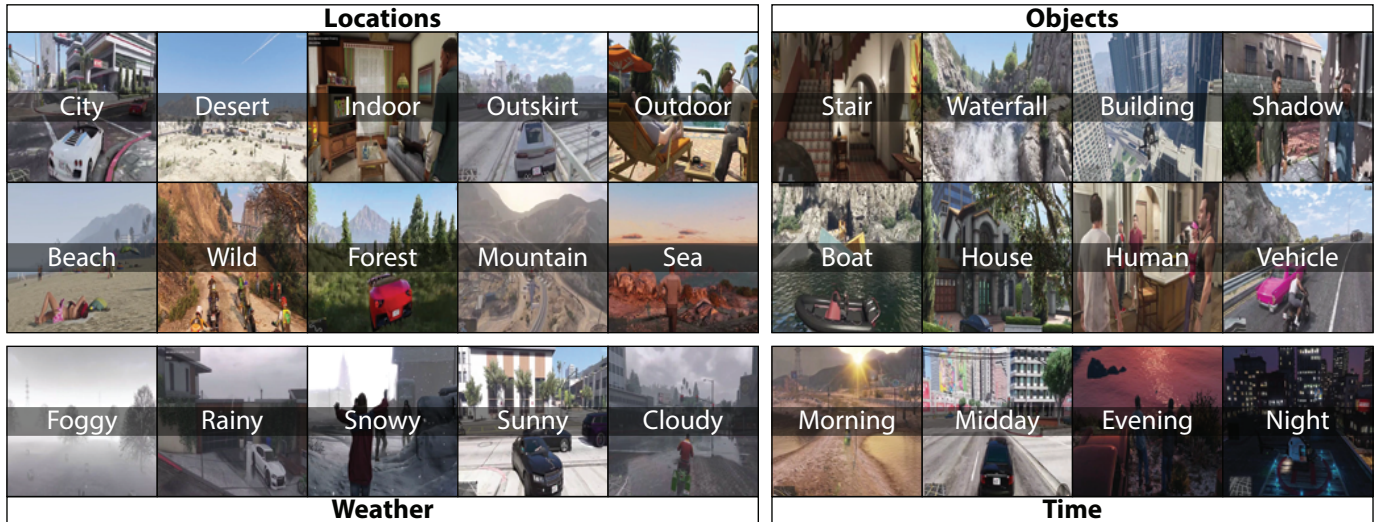 Locations
City Desert Indoor Outskirt Outdoor
Beach Wild Forest Mountain Sea
Objects
Stair Waterfall Building Shadow
Boat House Human Vehicle
Foggy Rainy Snowy Sunny Cloudy
Weather
Morning Midday Evening Night
Time